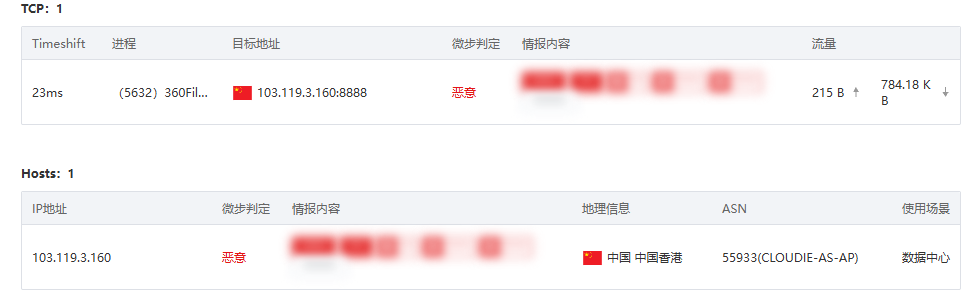 TCP：1
Timeshift 进程 目标地址 微步判定 情报内容 流量
23ms （5632）360Fil... 103.119.3.160:8888 恶意 215 B 784.18 K
B
Hosts：1
IP地址 微步判定 情报内容 地理信息 ASN 使用场景
103.119.3.160 恶意 中国 中国香港 55933(CLOUDIE-AS-AP) 数据中心